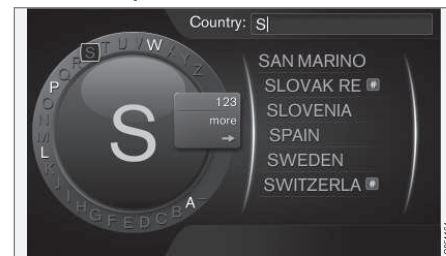 Country: S
SAN MARINO
SLOVAK RE #
SLOVENIA
SPAIN
SWEDEN
SWITZERLA #
S
123
more
→
A B C D E F G H I J K L M N O P Q R S T U V W X Y Z